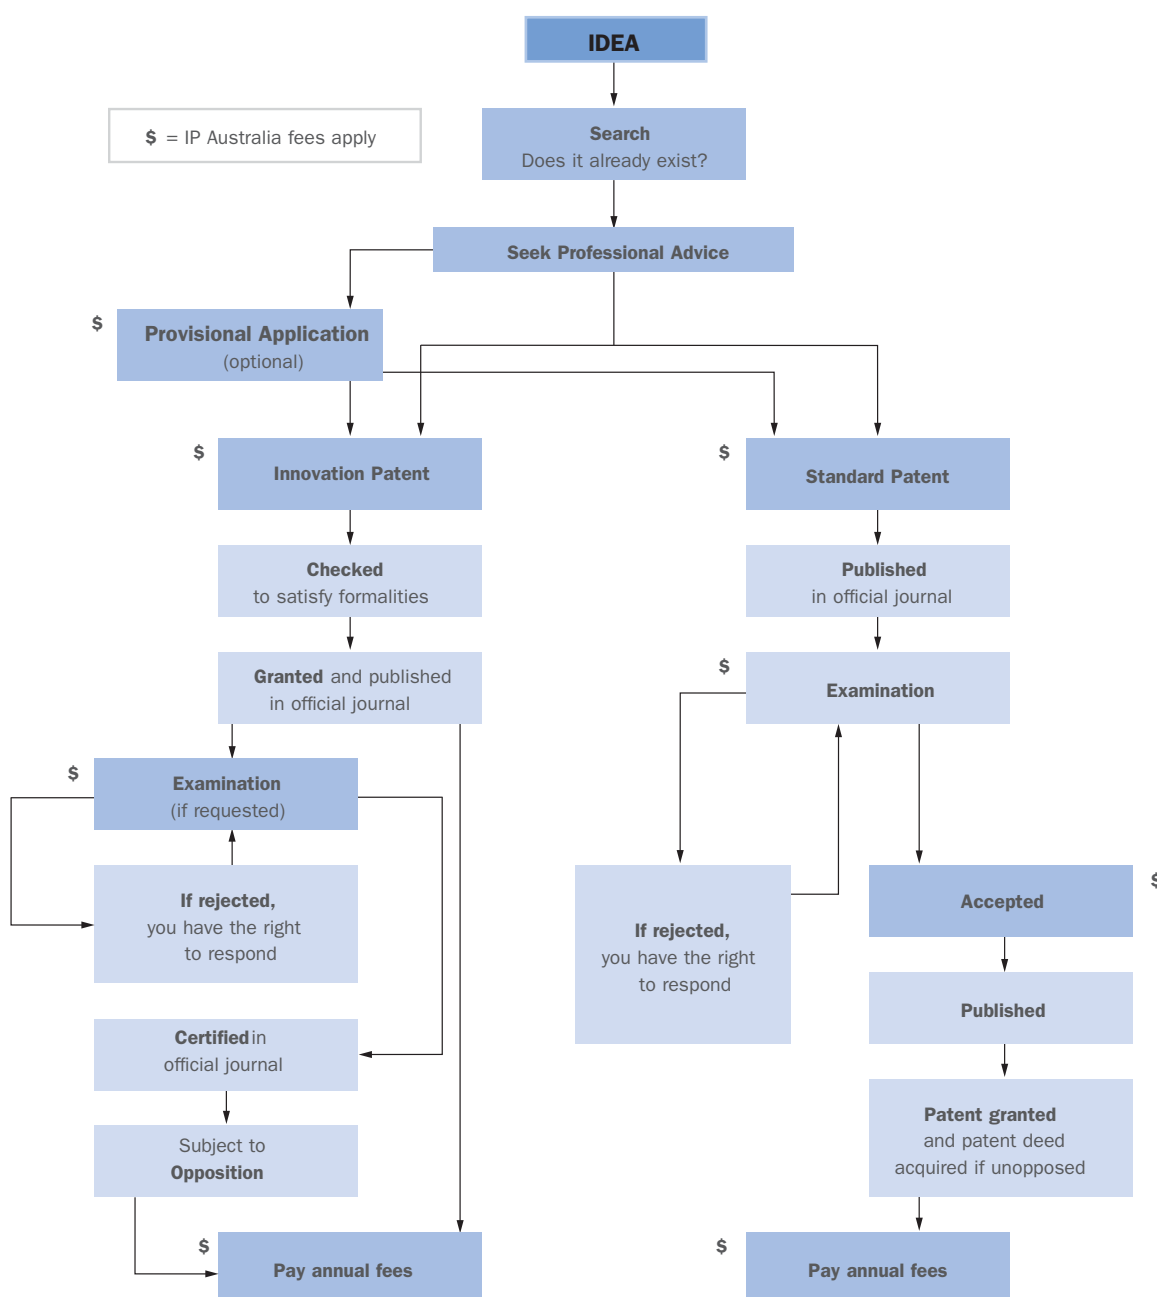 IDEA
$ = IP Australia fees apply
Search
Does it already exist?
Seek Professional Advice
$
Provisional Application
(optional)
$
Innovation Patent
$
Standard Patent
Checked
to satisfy formalities
Published
in official journal
Granted and published
in official journal
$
Examination
$
Examination
(if requested)
If rejected,
you have the right
to respond
If rejected,
you have the right
to respond
$
Accepted
Published
Certified in
official journal
Subject to
Opposition
Patent granted
and patent deed
acquired if unopposed
$
Pay annual fees
$
Pay annual fees